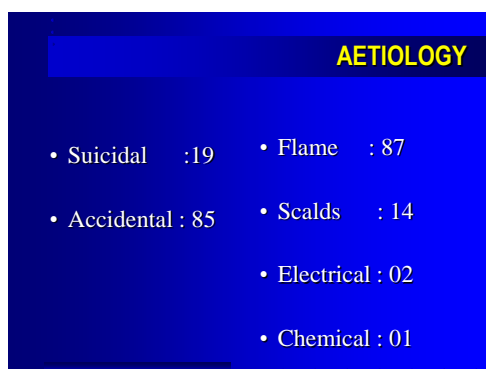 AETIOLOGY
• Suicidal :19
• Accidental : 85
• Flame : 87
• Scalds : 14
• Electrical : 02
• Chemical : 01